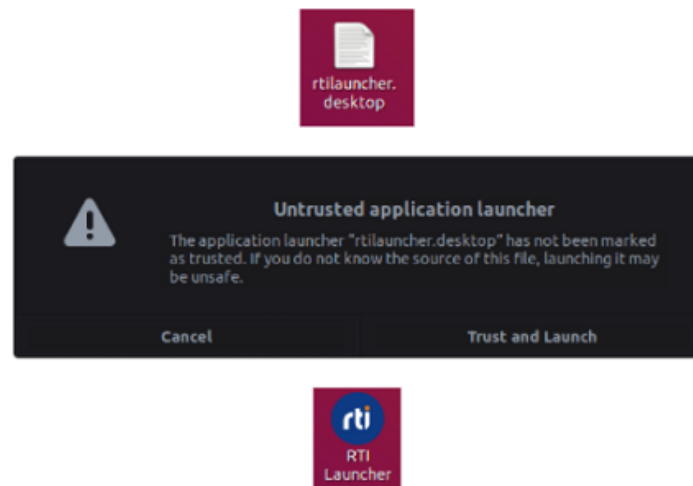 rtilauncher.
desktop
Untrusted application launcher
The application launcher "rtilauncher.desktop" has not been marked
as trusted. If you do not know the source of this file, launching it may
be unsafe.
Cancel
Trust and Launch
rti
RTI
Launcher